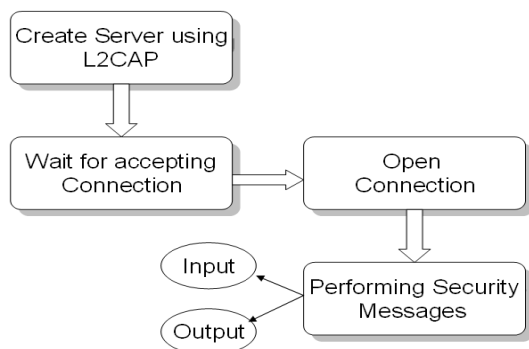 Create Server using
L2CAP
Wait for accepting
Connection
Open
Connection
Input
Output
Performing Security
Messages